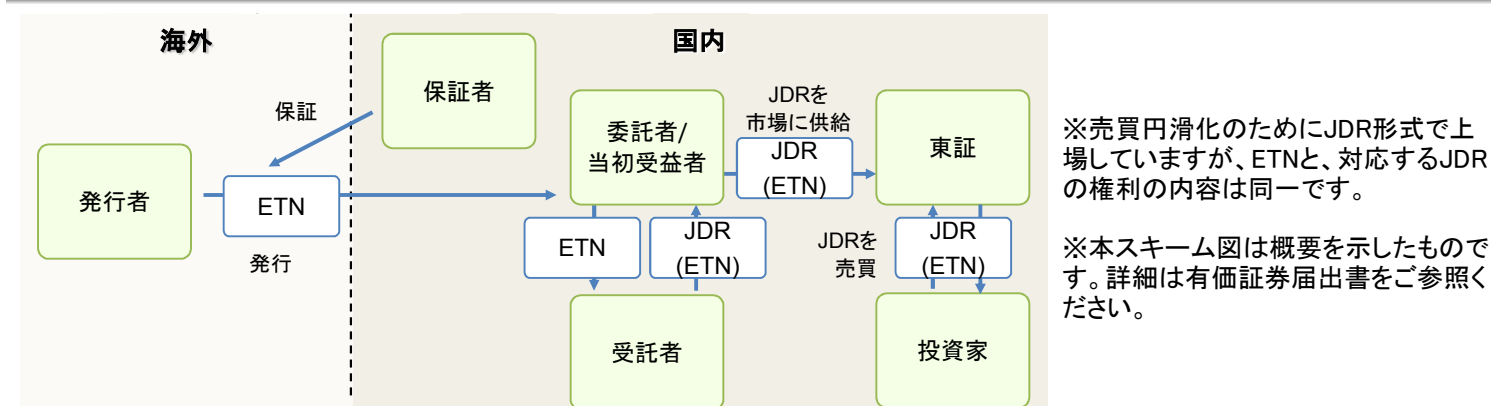 海外
国内
保証者
保証
発行者
ETN
発行
委託者/
当初受益者
JDRを
市場に供給
JDR
(ETN)
東証
ETN
JDR
(ETN)
JDRを
売買
JDR
(ETN)
受託者
投資家
※売買円滑化のためにJDR形式で上
場していますが、ETNと、対応するJDR
の権利の内容は同一です。
※本スキーム図は概要を示したもので
す。詳細は有価証券届出書をご参照く
ださい。